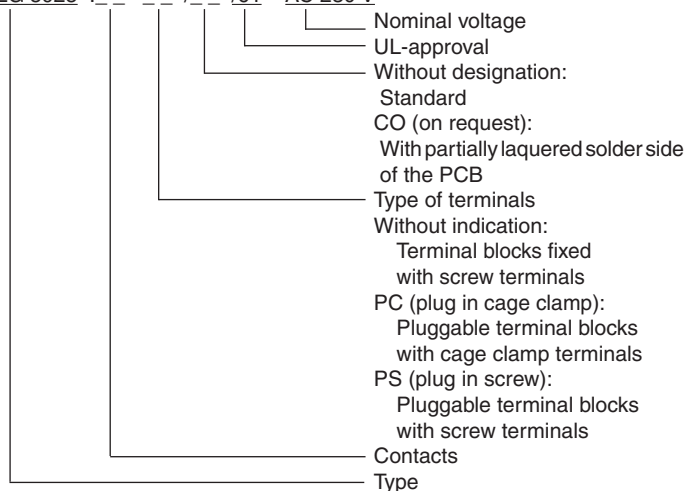 Nominal voltage
UL-approval
Without designation:
Standard
CO (on request):
With partially laquered solder side
of the PCB
Type of terminals
Without indication:
Terminal blocks fixed
with screw terminals
PC (plug in cage clamp):
Pluggable terminal blocks
with cage clamp terminals
PS (plug in screw):
Pluggable terminal blocks
with screw terminals
Contacts
Type